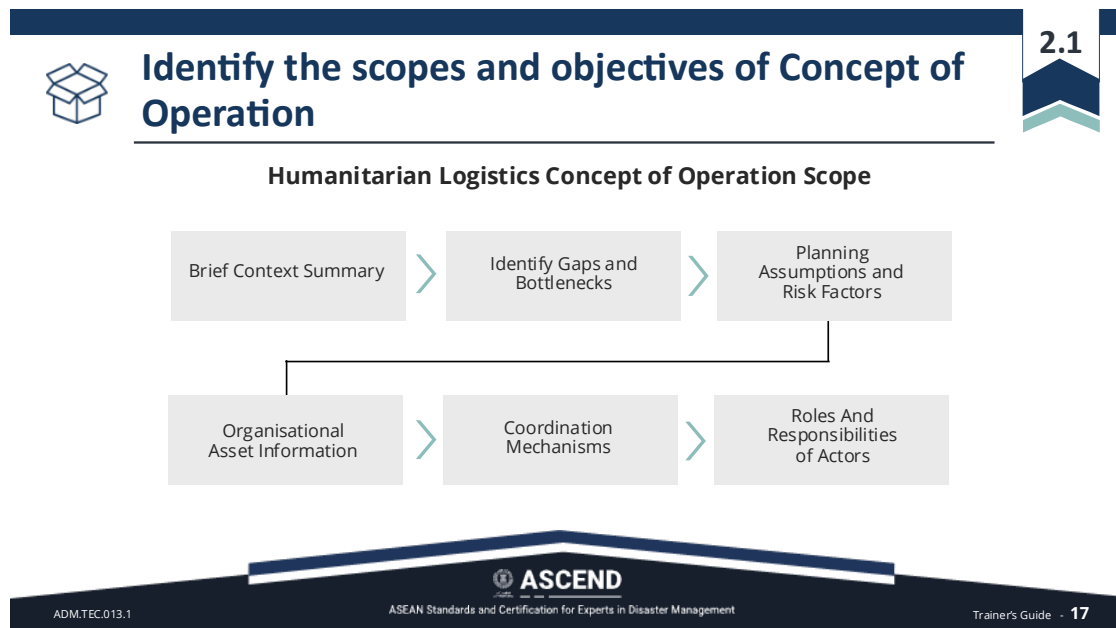 2.1
Identify the scopes and objectives of Concept of
Operation
Humanitarian Logistics Concept of Operation Scope
Brief Context Summary
Identify Gaps and
Bottlenecks
Planning
Assumptions and
Risk Factors
Organisational
Asset Information
Coordination
Mechanisms
Roles And
Responsibilities
of Actors
ASCEND
ASEAN Standards and Certification for Experts in Disaster Management
ADM.TEC.013.1
Trainer's Guide - 17